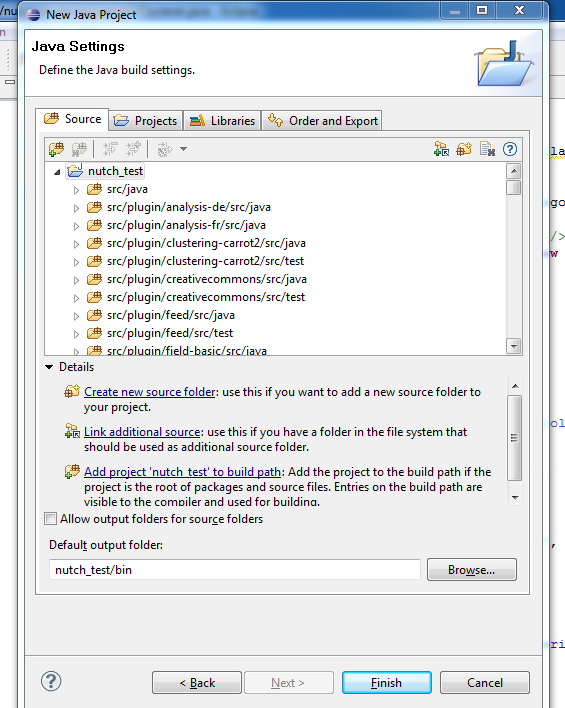 New Java Project
Java Settings
Define the Java build settings.
Source
Projects
Libraries
Order and Export
nutch_test
src/java
src/plugin/analysis-de/src/java
src/plugin/analysis-fr/src/java
src/plugin/clustering-carrot2/src/java
src/plugin/clustering-carrot2/src/test
src/plugin/creativecommons/src/java
src/plugin/creativecommons/src/test
src/plugin/feed/src/java
src/plugin/feed/src/test
src/plugin/field-basic/src/java
Details
Create new source folder: use this if you want to add a new source folder to
your project.
Link additional source: use this if you have a folder in the file system that
should be used as additional source folder.
Add project 'nutch_test' to build path: Add the project to the build path if the
project is the root of packages and source files. Entries on the build path are
visible to the compiler and used for building.
Allow output folders for source folders
Default output folder:
nutch_test/bin
Browse...
< Back
Next >
Finish
Cancel